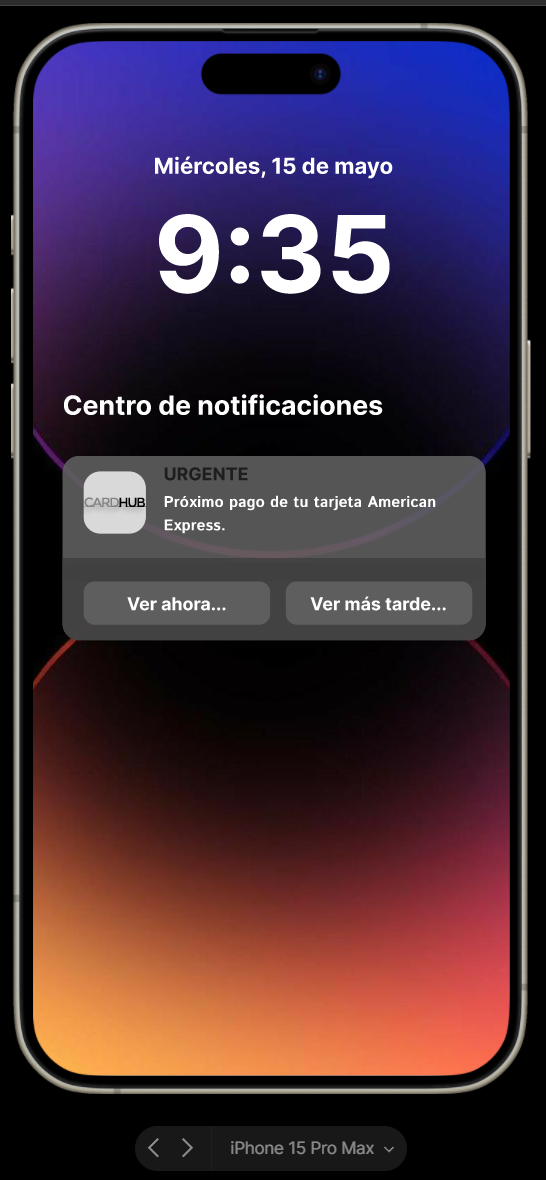 Miércoles, 15 de mayo
9:35
Centro de notificaciones
CARDHUB
URGENTE
Próximo pago de tu tarjeta American
Express.
Ver ahora...
Ver más tarde...
iPhone 15 Pro Max